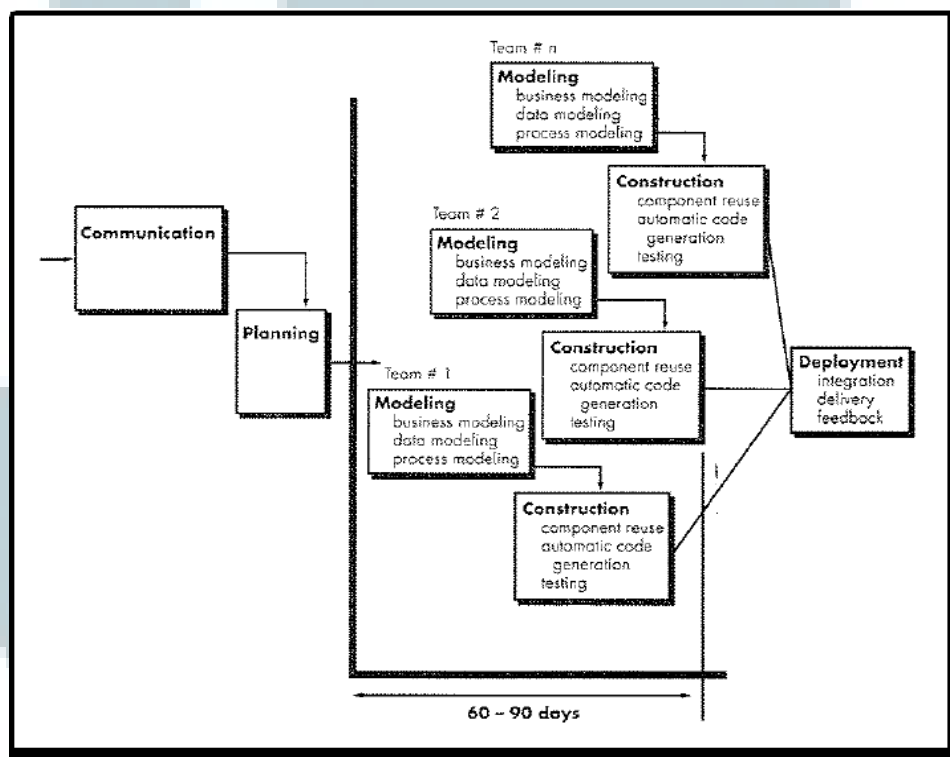 Team # n
Modeling
business modeling
data modeling
process modeling
Construction
component reuse
automatic code
generation
testing
Team # 2
Modeling
business modeling
data modeling
process modeling
Construction
component reuse
automatic code
generation
testing
Communication
Planning
Team # 1
Modeling
business modeling
data modeling
process modeling
Construction
component reuse
automatic code
generation
testing
Deployment
integration
delivery
feedback
60 – 90 days